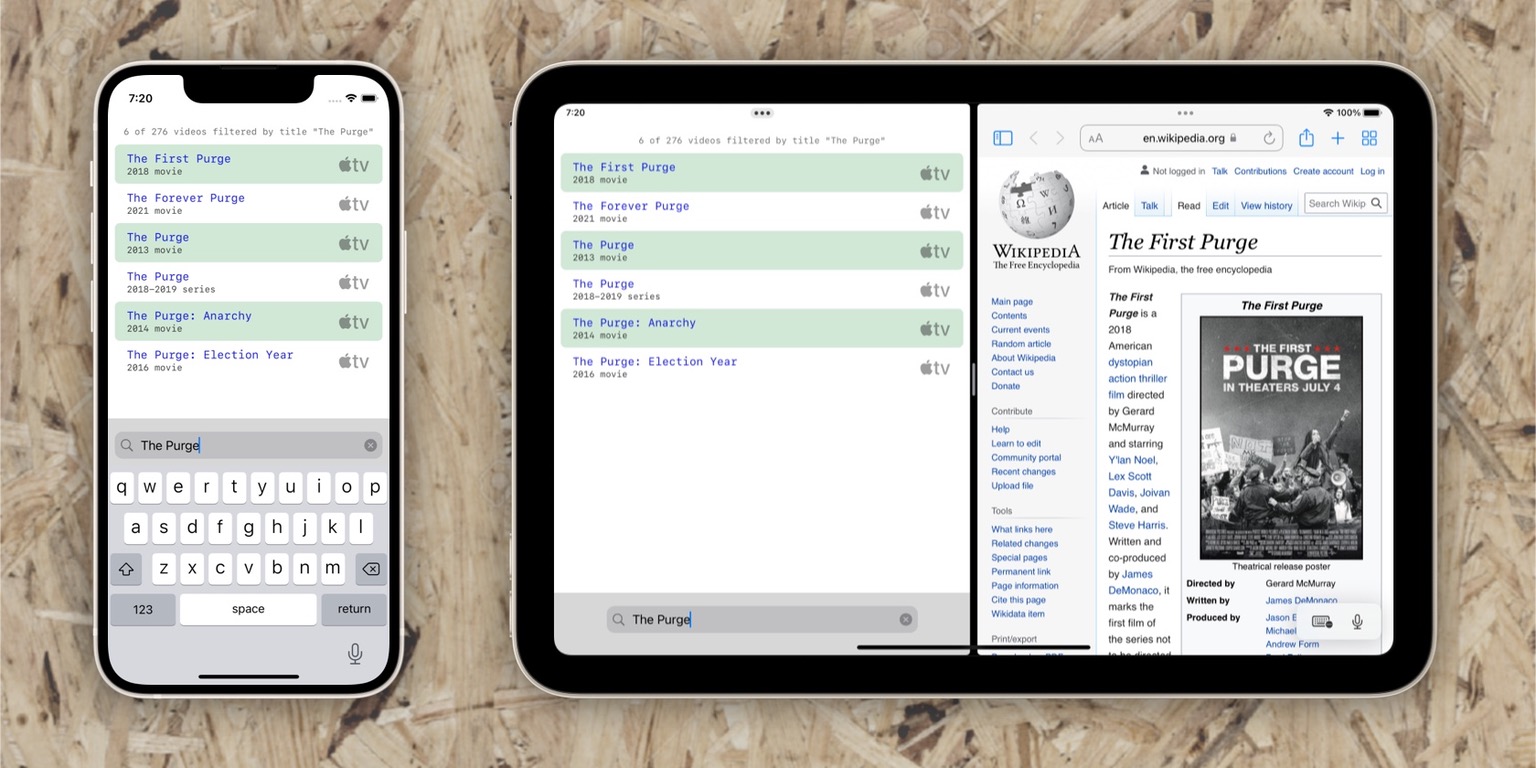 7:20
6 of 276 videos filtered by title "The Purge"
The First Purge
2018 movie
tv
The Forever Purge
2021 movie
tv
The Purge
2013 movie
tv
The Purge
2018–2019 series
tv
The Purge: Anarchy
2014 movie
tv
The Purge: Election Year
2016 movie
tv
The Purge
q w e r t y u i o p
a s d f g h j k l
z x c v b n m
123 space return
7:20
6 of 276 videos filtered by title "The Purge"
The First Purge
2018 movie
tv
The Forever Purge
2021 movie
tv
The Purge
2013 movie
tv
The Purge
2018–2019 series
tv
The Purge: Anarchy
2014 movie
tv
The Purge: Election Year
2016 movie
tv
The Purge
100%
AA en.wikipedia.org
Not logged in Talk Contributions Create account Log in
Article Talk Read Edit View history Search Wikip
WIKIPEDIA
The Free Encyclopedia
Main page
Contents
Current events
Random article
About Wikipedia
Contact us
Donate
Contribute
Help
Learn to edit
Community portal
Recent changes
Upload file
Tools
What links here
Related changes
Special pages
Permanent link
Page information
Cite this page
Wikidata item
Print/export
The First Purge
From Wikipedia, the free encyclopedia
The First
Purge is a
2018
American
dystopian
action thriller
film directed
by Gerard
McMurray
and starring
Y'lan Noel,
Lex Scott
Davis, Joivan
Wade, and
Steve Harris.
Written and
co-produced
by James
DeMonaco, it
marks the
first film of
the series not
to be directed
The First Purge
THE FIRST
PURGE
IN THEATERS JULY 4
Theatrical release poster
Directed by Gerard McMurray
Written by James DeMonaco
Produced by Jason
Michael
Andrew Form